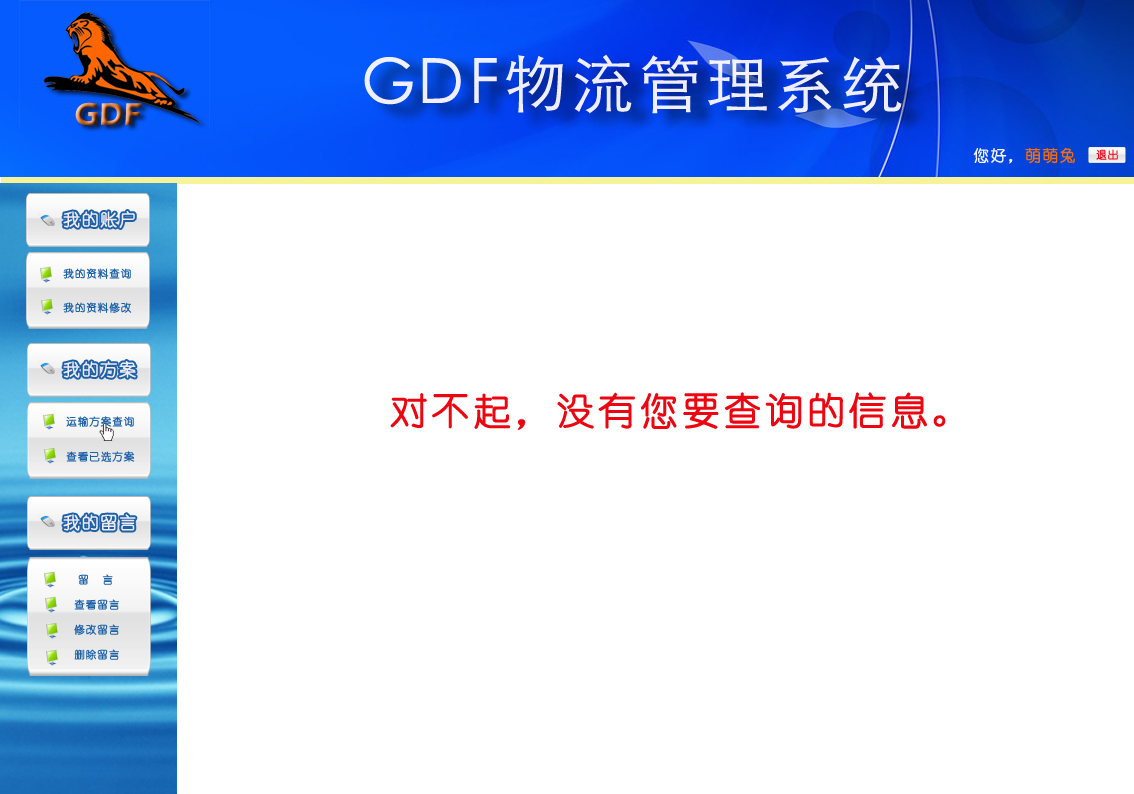 GDF
GDF物流管理系统
您好，萌萌兔 退出
我的账户
我的资料查询
我的资料修改
我的方案
运输方案查询
查看已选方案
我的留言
留 言
查看留言
修改留言
删除留言
对不起，没有您要查询的信息。